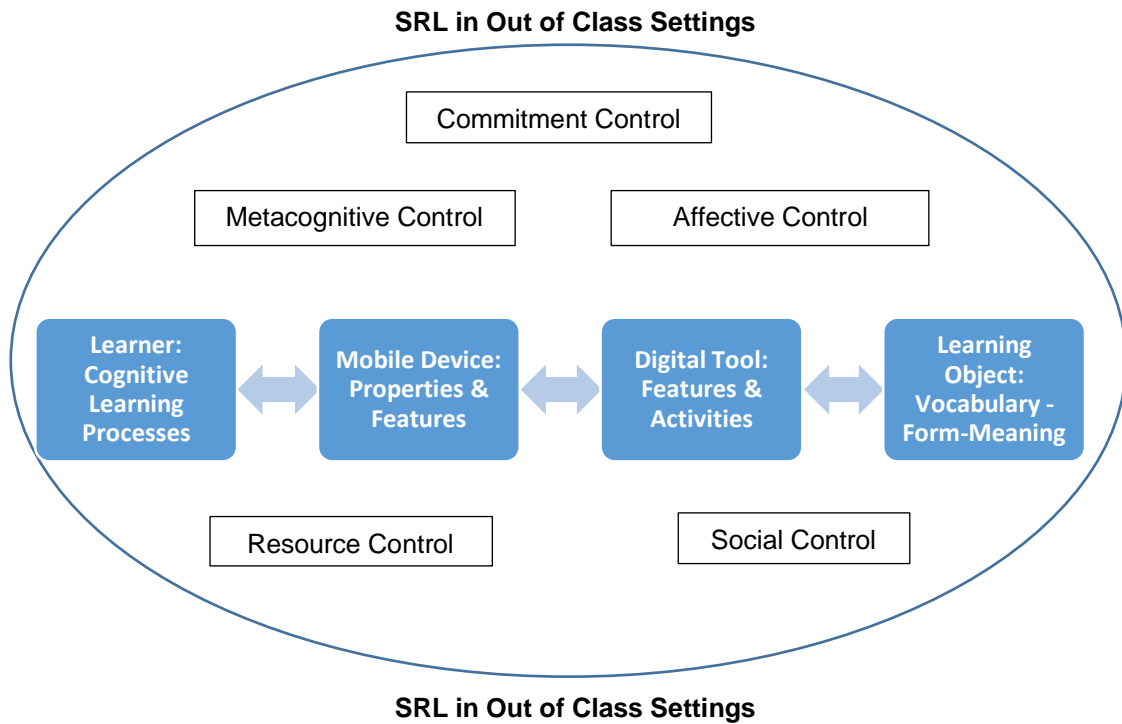 SRL in Out of Class Settings
Commitment Control
Metacognitive Control
Affective Control
Learner:
Cognitive
Learning
Processes
Mobile Device:
Properties &
Features
Digital Tool:
Features &
Activities
Learning
Object:
Vocabulary -
Form-Meaning
Resource Control
Social Control
SRL in Out of Class Settings